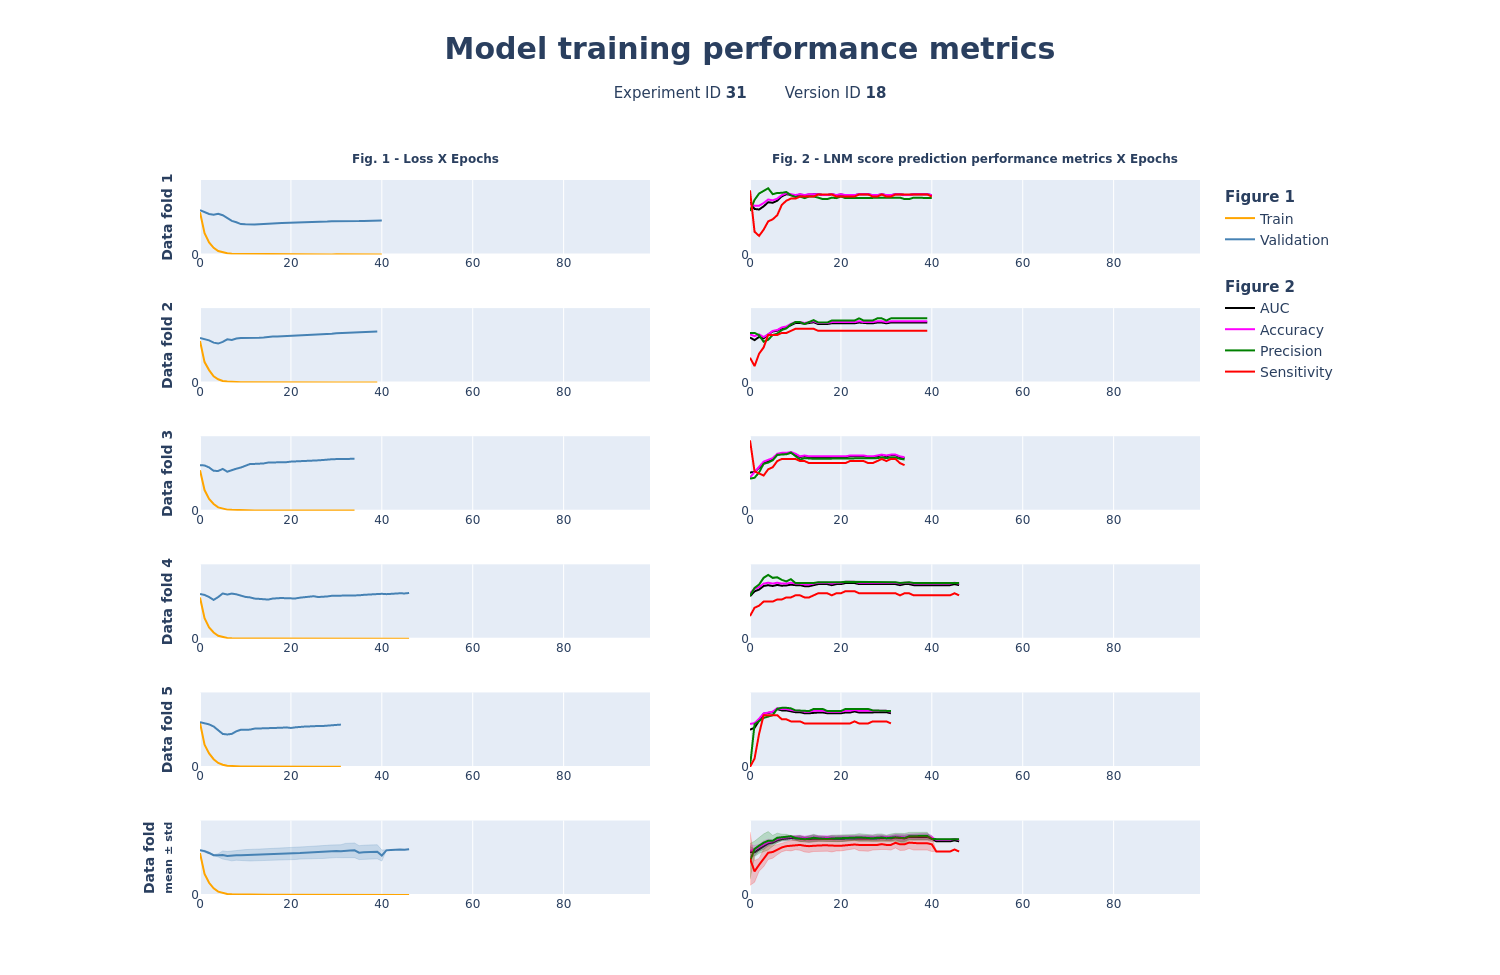 Model training performance metrics
Experiment ID 31 Version ID 18
Fig. 1 - Loss X Epochs
Fig. 2 - LNM score prediction performance metrics X Epochs
Data fold 1
0
0 20 40 60 80
0
0 20 40 60 80
Figure 1
Train
Validation
Figure 2
AUC
Accuracy
Precision
Sensitivity
Data fold 2
0
0 20 40 60 80
0
0 20 40 60 80
Data fold 3
0
0 20 40 60 80
0
0 20 40 60 80
Data fold 4
0
0 20 40 60 80
0
0 20 40 60 80
Data fold 5
0
0 20 40 60 80
0
0 20 40 60 80
Data fold
mean ± std
0
0 20 40 60 80
0
0 20 40 60 80